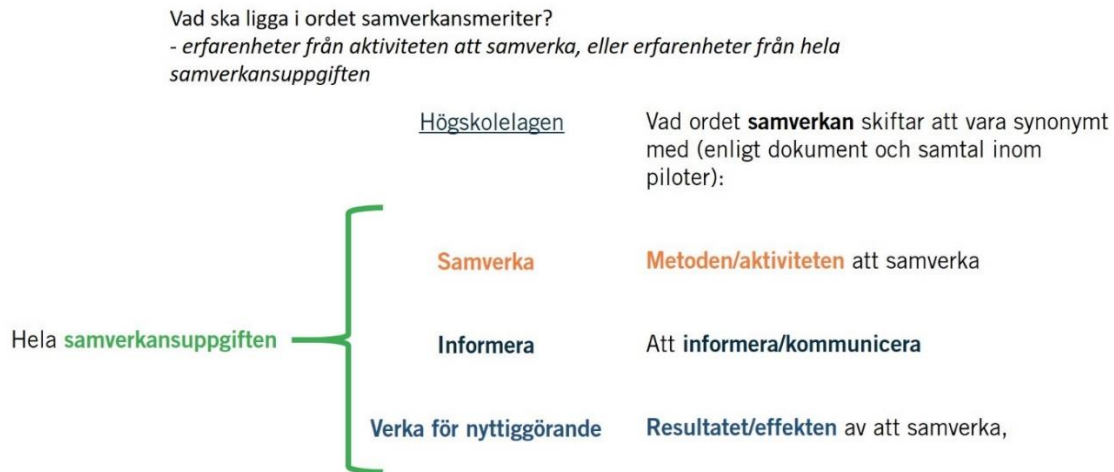 Vad ska ligga i ordet samverkansmeriter?
- erfarenheter från aktiviteten att samverka, eller erfarenheter från hela
samverkansuppgiften
Högskolelagen
Vad ordet samverkan skiftar att vara synonymt
med (enligt dokument och samtal inom
piloter):
Samverka
Metoden/aktiviteten att samverka
Hela samverkansuppgiften
Informera
Att informera/kommunicera
Verka för nyttiggörande
Resultatet/effekten av att samverka,